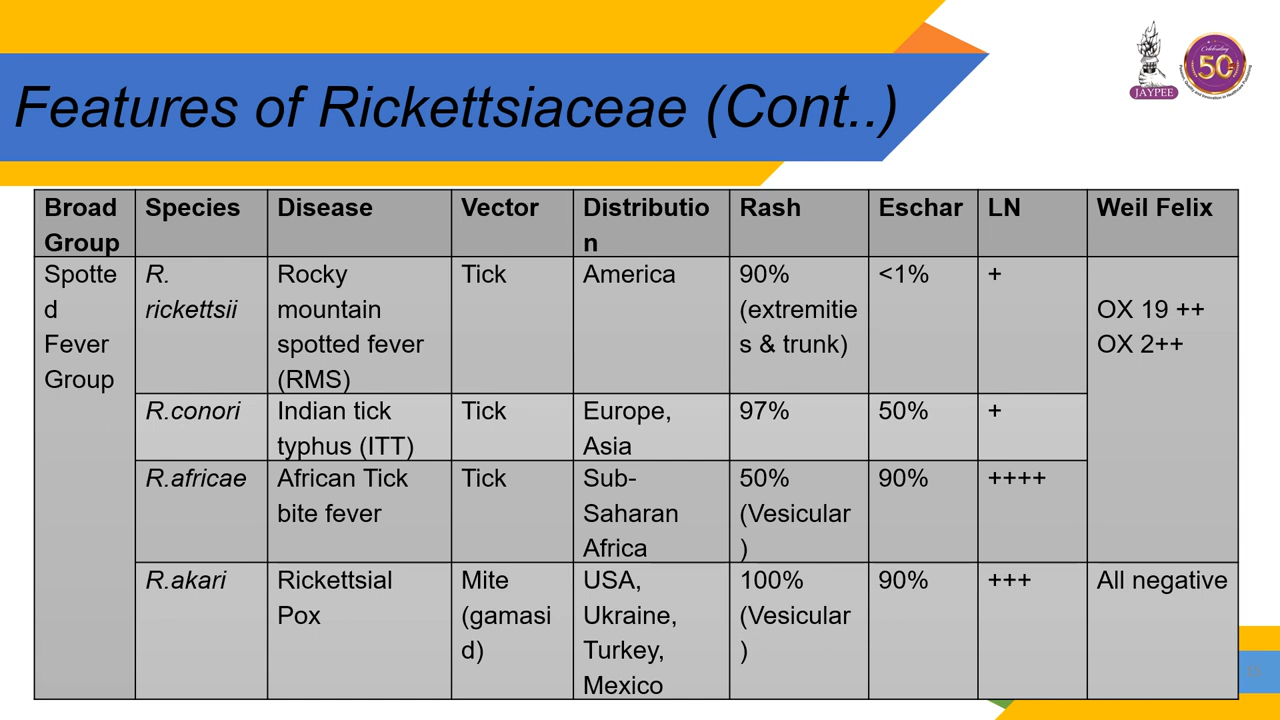 Features of Rickettsiaceae (Cont..)
JAYPEE
Celebrating
50
Broad Group Species Disease Vector Distributio n Rash Eschar LN Weil Felix
Spotte d Fever Group R. rickettsii Rocky mountain spotted fever (RMS) Tick America 90% (extremitie s & trunk) <1% + OX 19 ++ OX 2++
R.conori Indian tick typhus (ITT) Tick Europe, Asia 97% 50% +
R.africae African Tick bite fever Tick Sub- Saharan Africa 50% (Vesicular ) 90% ++++
R.akari Rickettsial Pox Mite (gamasi d) USA, Ukraine, Turkey, Mexico 100% (Vesicular ) 90% +++ All negative